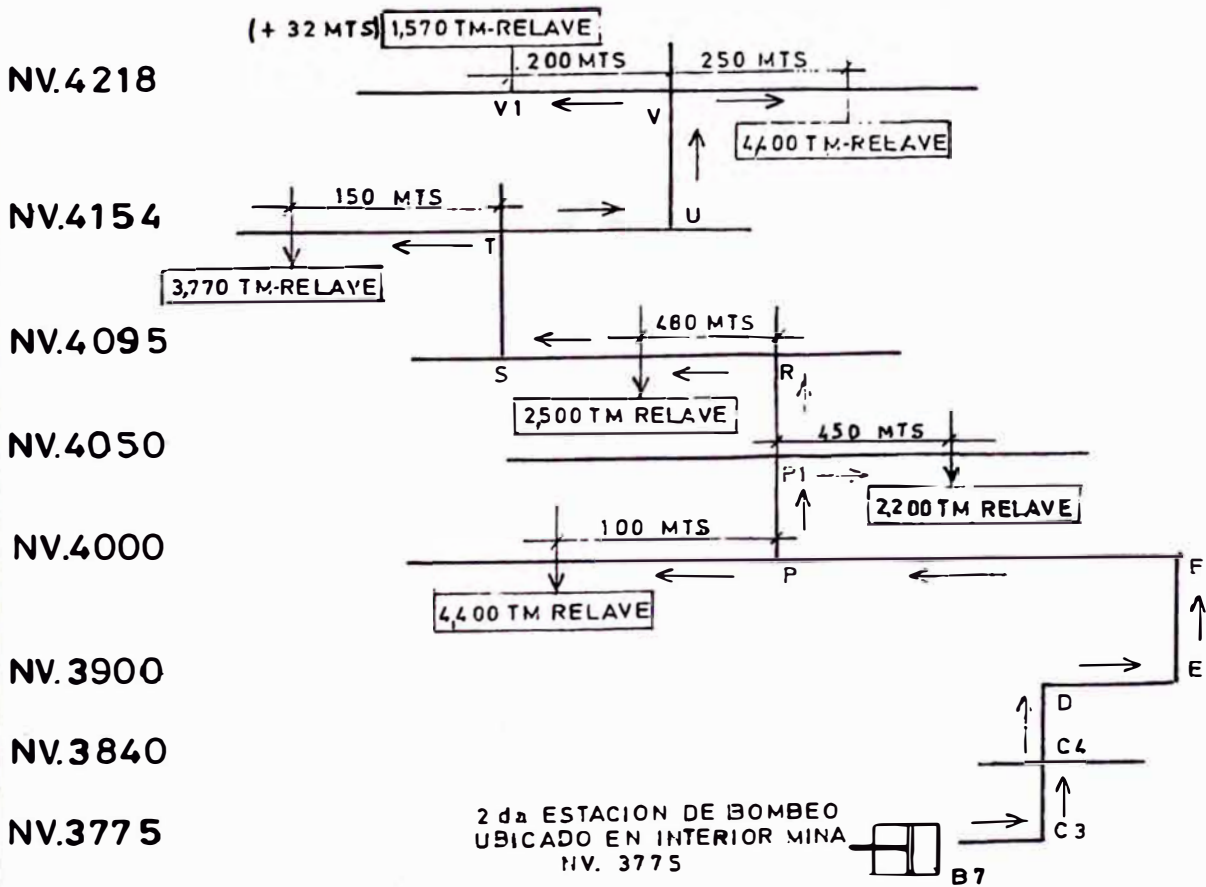 (+ 32 MTS) 1,570 TM-RELAVE
NV.4218
200 MTS
250 MTS
V1
V
4,400 TM-RELAVE
NV.4154
150 MTS
U
T
3,770 TM-RELAVE
NV.4095
480 MTS
S
R
2,500 TM RELAVE
NV.4050
450 MTS
P1
2,200 TM RELAVE
NV.4000
100 MTS
P
F
4,400 TM RELAVE
NV.3900
E
D
NV.3840
C4
NV.3775
2 da ESTACION DE BOMBEO
UBICADO EN INTERIOR MINA
NV. 3775
C3
B7